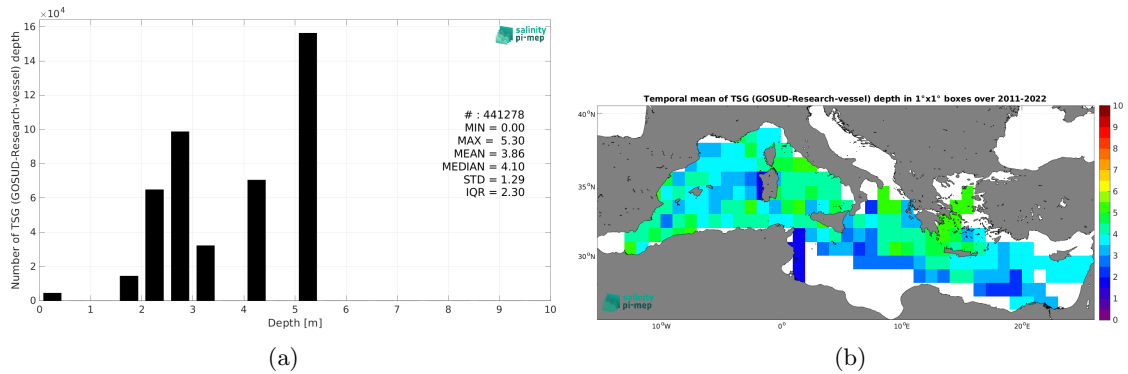 ×10⁴
16
14
12
10
8
6
4
2
0
Number of TSG (GOSUD-Research-vessel) depth
0 1 2 3 4 5 6 7 8 9 10
Depth [m]
salinity
pi-mep
# : 441278
MIN = 0.00
MAX = 5.30
MEAN = 3.86
MEDIAN = 4.10
STD = 1.29
IQR = 2.30
(a)
Temporal mean of TSG (GOSUD-Research-vessel) depth in 1°x1° boxes over 2011-2022
40°N
35°N
30°N
10°W 0° 10°E 20°E
salinity
pi-mep
10
9
8
7
6
5
4
3
2
1
0
(b)